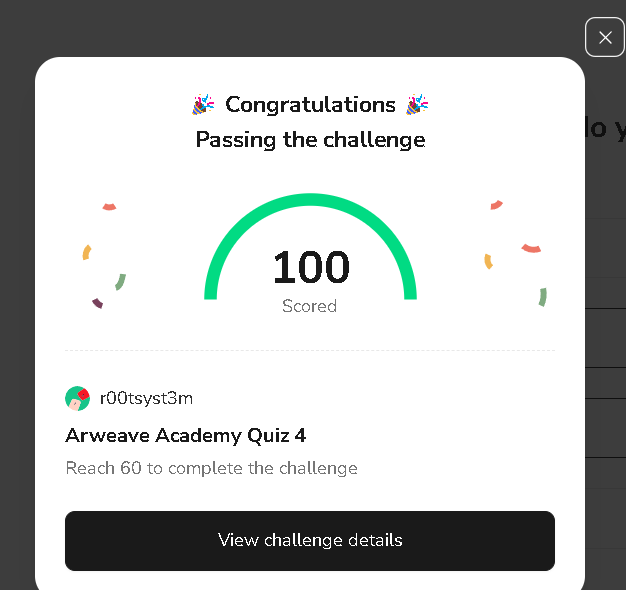 Congratulations
Passing the challenge
100
Scored
r00tsyst3m
Arweave Academy Quiz 4
Reach 60 to complete the challenge
View challenge details